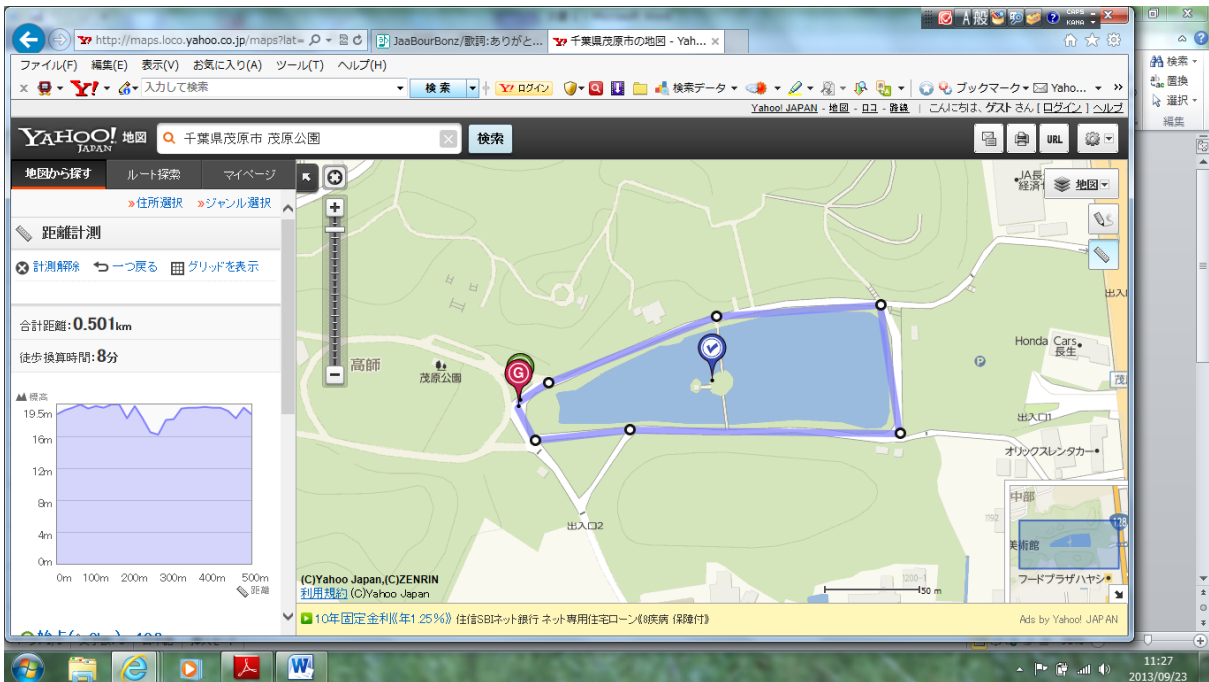 A 般
CAPS
KANA
http://maps.loco.yahoo.co.jp/maps?lat=
JaaBourBonz/歌詞:ありがと...
千葉県茂原市の地図 - Yah...
ファイル(F) 編集(E) 表示(V) お気に入り(A) ツール(T) ヘルプ(H)
x Y! 入力して検索 検索 Y! ログイン 検索データ ブックマーク Yaho... »
Yahoo! JAPAN - 地図 - ロコ - 路線 | こんにちは、ゲスト さん [ ログイン ] ヘルプ
YAHOO! JAPAN 地図 千葉県茂原市 茂原公園 検索 URL
地図から探す ルート探索 マイページ
»住所選択 »ジャンル選択
距離計測
計測解除 一つ戻る グリッドを表示
合計距離:0.501km
徒歩換算時間:8分
標高
19.5m
16m
12m
8m
4m
0m
0m 100m 200m 300m 400m 500m
距離
JA長
地図
出入口
Honda Cars
長生
P
高師
茂原公園
G
出入口1
オリックスレンタカー
出入口2
中部
1192
128
美術館
フードプラザハヤシ
1200-1
150 m
(C)Yahoo Japan,(C)ZENRIN
利用規約 (C)Yahoo Japan
10年固定金利《年1.25%》 住信SBIネット銀行 ネット専用住宅ローン《8疾病 保障付》
Ads by Yahoo! JAPAN
検索
置換
選択
編集
11:27
2013/09/23